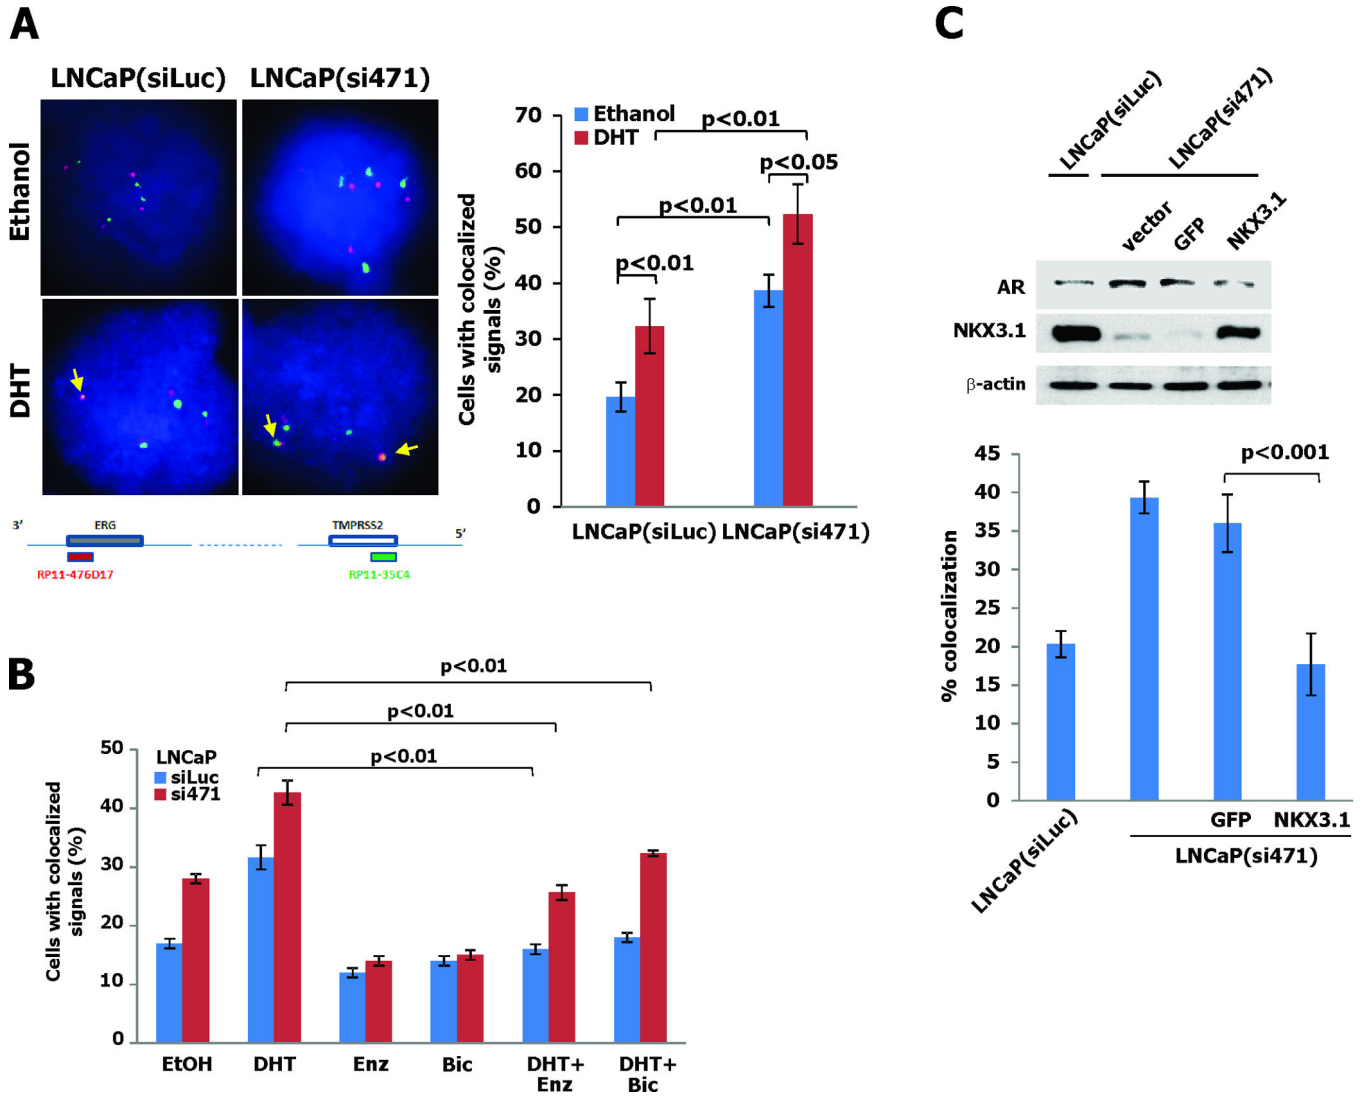 A
LNCaP(siLuc)
LNCaP(si471)
Ethanol
DHT
3’
ERG
TMPRSS2
5’
RP11-476D17
RP11-35C4
Cells with colocalized
signals (%)
70
60
50
40
30
20
10
0
Ethanol
DHT
p<0.01
p<0.05
p<0.01
p<0.01
LNCaP(siLuc)
LNCaP(si471)
B
p<0.01
p<0.01
p<0.01
Cells with colocalized
signals (%)
50
40
30
20
10
0
LNCaP
siLuc
si471
EtOH
DHT
Enz
Bic
DHT+
Enz
DHT+
Bic
C
LNCaP(siLuc)
LNCaP(si471)
vector
GFP
NKX3.1
AR
NKX3.1
β-actin
% colocalization
45
40
35
30
25
20
15
10
5
0
p<0.001
LNCaP(siLuc)
GFP
NKX3.1
LNCaP(si471)